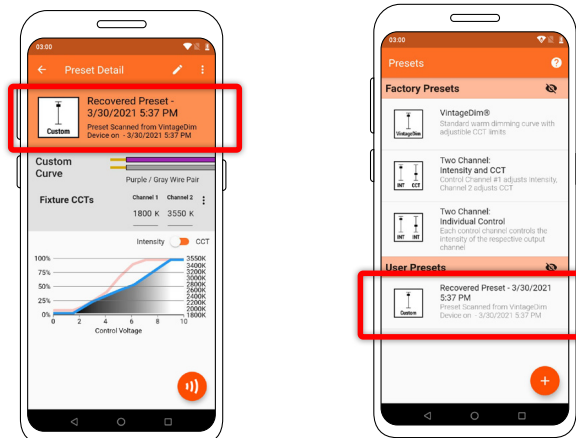 03:00
Preset Detail
Custom
Recovered Preset -
3/30/2021 5:37 PM
Preset Scanned from VintageDim
Device on - 3/30/2021 5:37 PM
Custom
Curve
Purple / Gray Wire Pair
Fixture CCTs
Channel 1 Channel 2
1800 K 3550 K
Intensity CCT
100%
75%
50%
25%
0%
3550K
3400K
3200K
3000K
2800K
2600K
2400K
2200K
2000K
1800K
0 2 4 6 8 10
Control Voltage
03:00
Presets
Factory Presets
VintageDim
VintageDim®
Standard warm dimming curve with
adjustible CCT limits
INT CCT
Two Channel:
Intensity and CCT
Control Channel #1 adjusts Intensity,
Channel 2 adjusts CCT
INT INT
Two Channel:
Individual Control
Each control channel controls the
intensity of the respective output
channel
User Presets
Custom
Recovered Preset - 3/30/2021
5:37 PM
Preset Scanned from VintageDim
Device on - 3/30/2021 5:37 PM